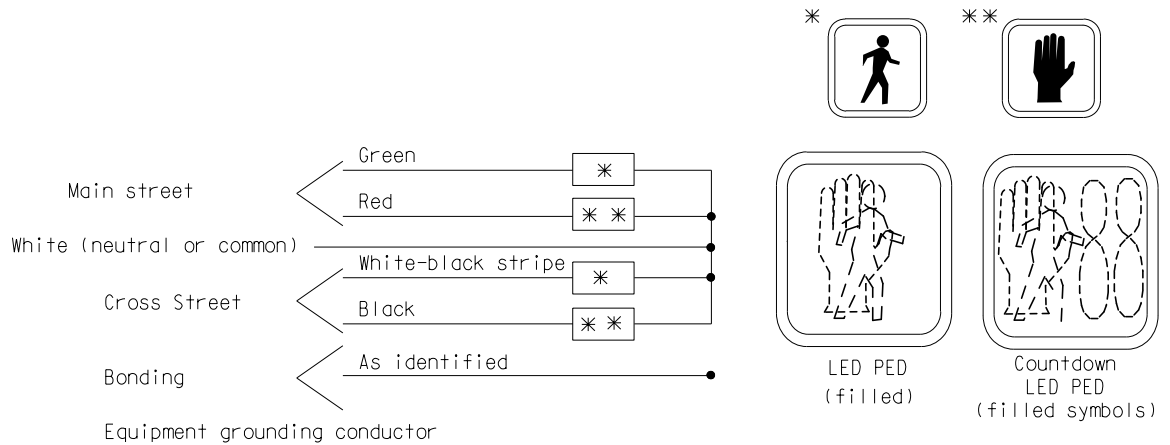 *
**
Green
*
Main street
Red
**
White (neutral or common)
White-black stripe
*
Cross Street
Black
**
As identified
Bonding
Equipment grounding conductor
LED PED
(filled)
Countdown
LED PED
(filled symbols)